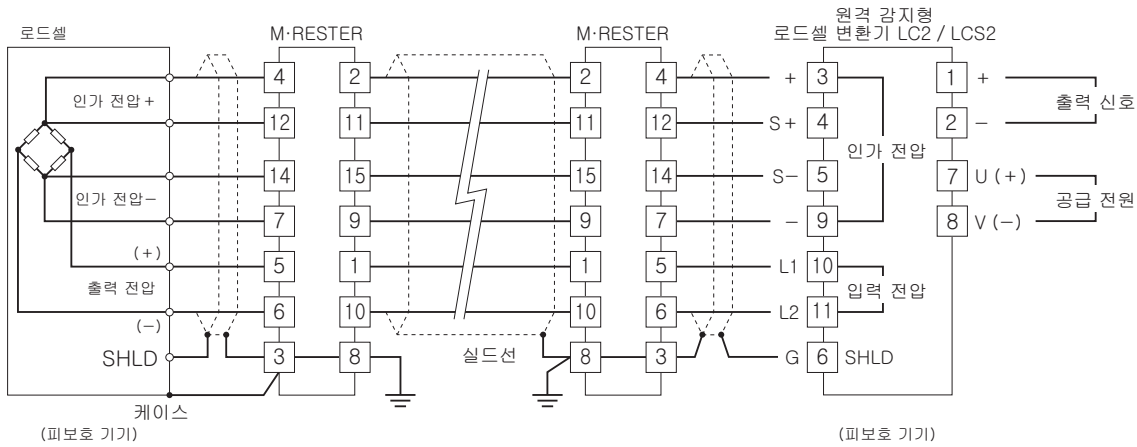 원격 감지형
로드셀
M·RESTER
M·RESTER
로드셀 변환기 LC2 / LCS2
4 2 2 4 + 3 1 +
인가 전압+
출력 신호
12 11 11 12 S+ 4 2 −
인가 전압
14 15 15 14 S− 5 7 U (+)
인가 전압−
공급 전원
7 9 9 7 − 9 8 V (−)
(+)
5 1 1 5 L1 10
출력 전압
입력 전압
6 10 10 6 L2 11
(−)
실드선
SHLD 3 8 8 3 G 6 SHLD
케이스
(피보호 기기)
(피보호 기기)